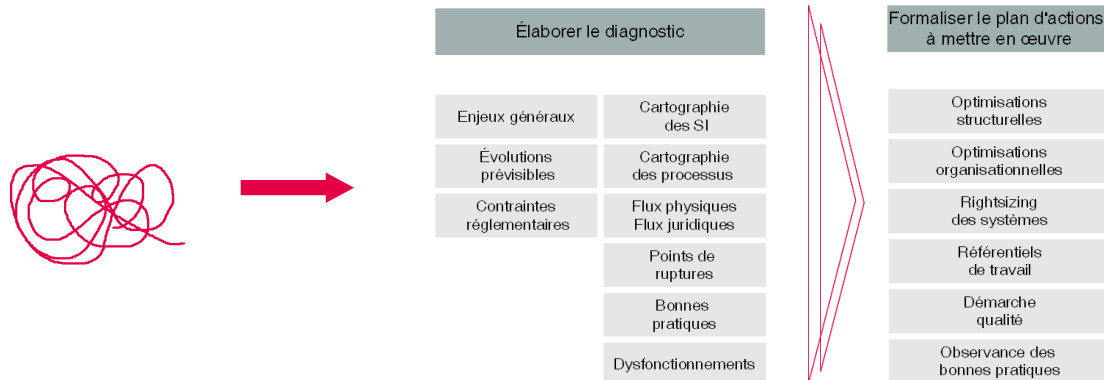 Élaborer le diagnostic
Enjeux généraux
Évolutions
prévisibles
Contraintes
réglementaires
Cartographie
des SI
Cartographie
des processus
Flux physiques
Flux juridiques
Points de
ruptures
Bonnes
pratiques
Dysfonctionnements
Formaliser le plan d'actions
à mettre en œuvre
Optimisations
structurelles
Optimisations
organisationnelles
Rightsizing
des systèmes
Référentiels
de travail
Démarche
qualité
Observance des
bonnes pratiques